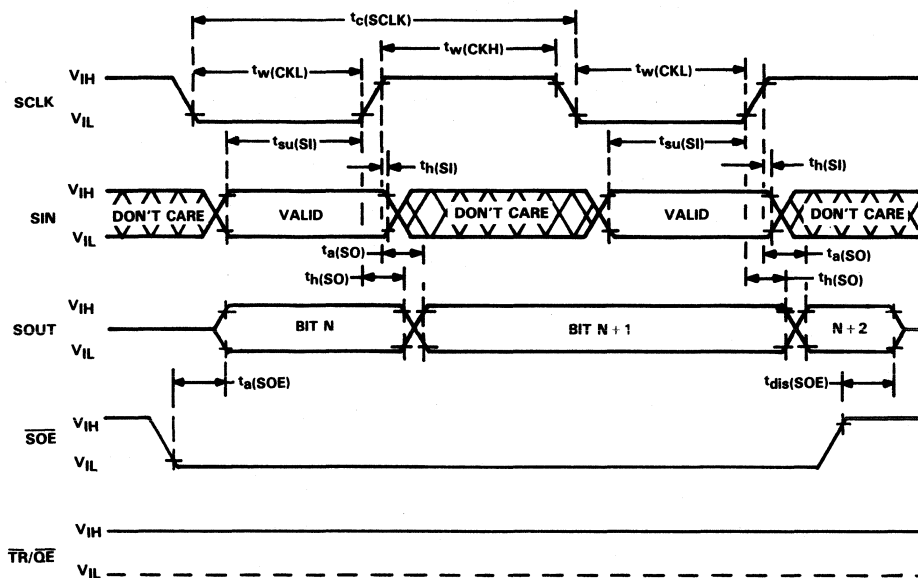 tc(SCLK)
tw(CKL) tw(CKH) tw(CKL)
VIH
SCLK
VIL
tsu(SI) tsu(SI)
th(SI) th(SI)
VIH
SIN DON'T CARE VALID DON'T CARE VALID DON'T CARE
VIL
ta(SO) ta(SO)
th(SO) th(SO)
VIH
SOUT BIT N BIT N + 1 N + 2
VIL
ta(SOE) tdis(SOE)
VIH
SOE
VIL
VIH
TR/QE
VIL